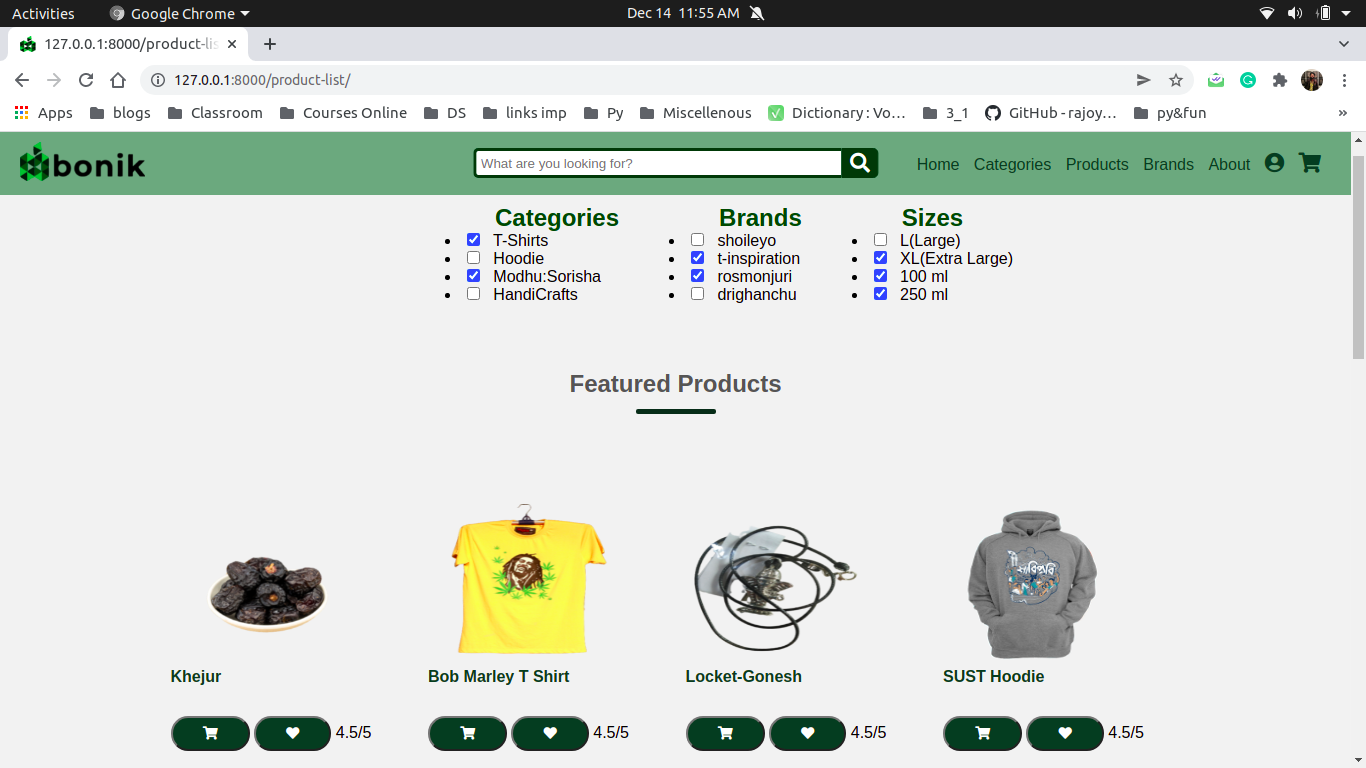 Activities Google Chrome Dec 14 11:55 AM
127.0.0.1:8000/product-lis
127.0.0.1:8000/product-list/
Apps blogs Classroom Courses Online DS links imp Py Miscellenous Dictionary : Vo… 3_1 GitHub - rajoy… py&fun »
bonik What are you looking for? Home Categories Products Brands About
Categories Brands Sizes
T-Shirts shoileyo L(Large)
Hoodie t-inspiration XL(Extra Large)
Modhu:Sorisha rosmonjuri 100 ml
HandiCrafts drighanchu 250 ml
Featured Products
Khejur Bob Marley T Shirt Locket-Gonesh SUST Hoodie
4.5/5 4.5/5 4.5/5 4.5/5